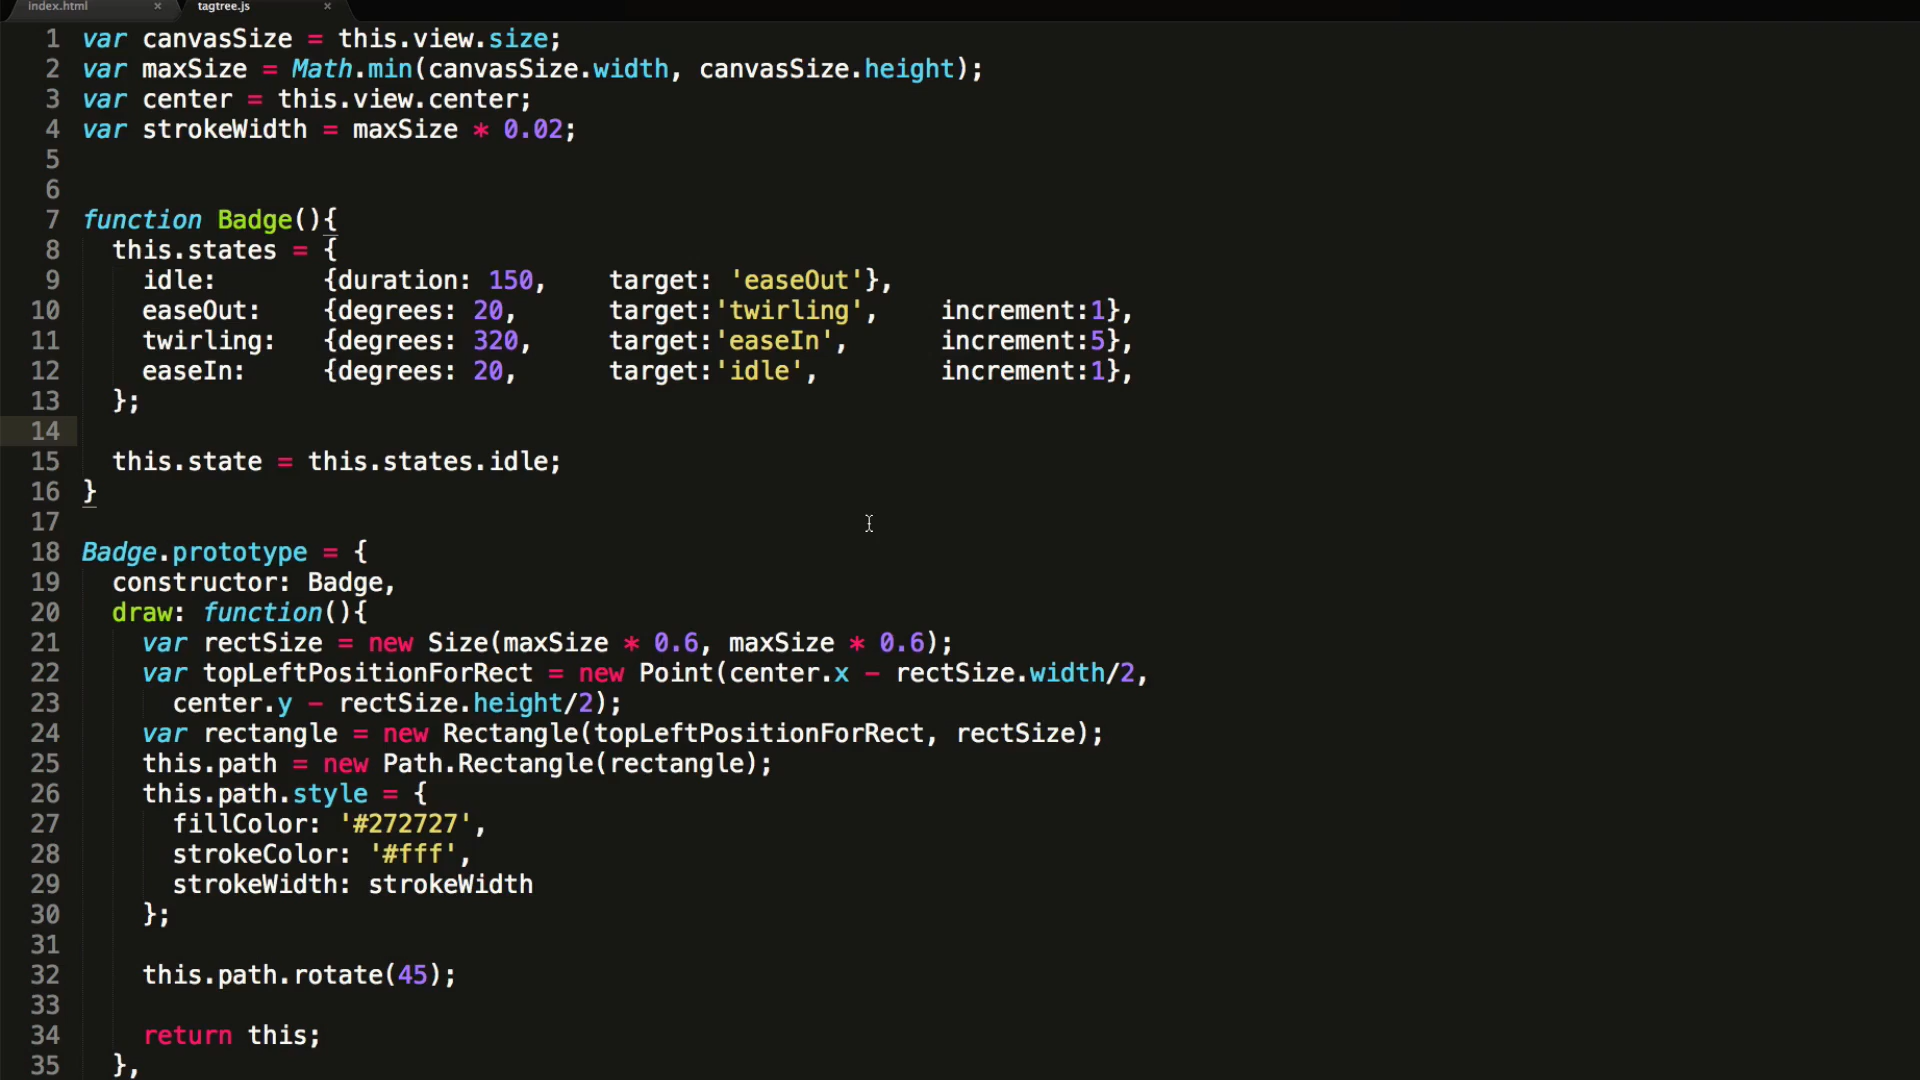 index.html × tagtree.js ×
1 var canvasSize = this.view.size;
2 var maxSize = Math.min(canvasSize.width, canvasSize.height);
3 var center = this.view.center;
4 var strokeWidth = maxSize * 0.02;
5
6
7 function Badge(){
8   this.states = {
9     idle:       {duration: 150,    target: 'easeOut'},
10     easeOut:    {degrees: 20,      target:'twirling',    increment:1},
11     twirling:   {degrees: 320,     target:'easeIn',      increment:5},
12     easeIn:     {degrees: 20,      target:'idle',        increment:1},
13   };
14
15   this.state = this.states.idle;
16 }
17
18 Badge.prototype = {
19   constructor: Badge,
20   draw: function(){
21     var rectSize = new Size(maxSize * 0.6, maxSize * 0.6);
22     var topLeftPositionForRect = new Point(center.x - rectSize.width/2,
23       center.y - rectSize.height/2);
24     var rectangle = new Rectangle(topLeftPositionForRect, rectSize);
25     this.path = new Path.Rectangle(rectangle);
26     this.path.style = {
27       fillColor: '#272727',
28       strokeColor: '#fff',
29       strokeWidth: strokeWidth
30     };
31
32     this.path.rotate(45);
33
34     return this;
35   },